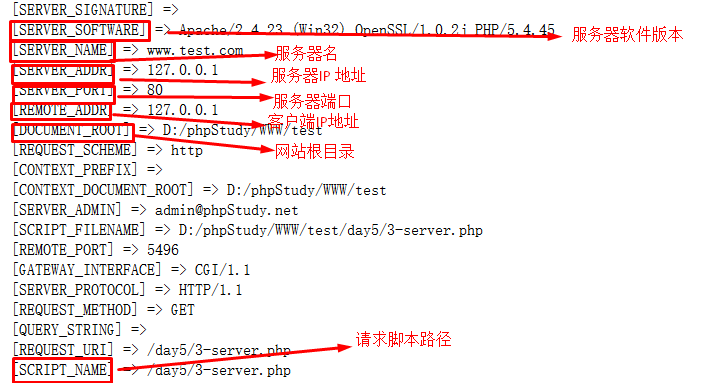 [SERVER_SIGNATURE] =>
[SERVER_SOFTWARE] => Apache/2.4.23 (Win32) OpenSSL/1.0.2j PHP/5.4.45
服务器软件版本
[SERVER_NAME] => www.test.com
服务器名
[SERVER_ADDR] => 127.0.0.1
服务器IP 地址
[SERVER_PORT] => 80
服务器端口
[REMOTE_ADDR] => 127.0.0.1
客户端IP地址
[DOCUMENT_ROOT] => D:/phpStudy/WWW/test
网站根目录
[REQUEST_SCHEME] => http
[CONTEXT_PREFIX] =>
[CONTEXT_DOCUMENT_ROOT] => D:/phpStudy/WWW/test
[SERVER_ADMIN] => admin@phpStudy.net
[SCRIPT_FILENAME] => D:/phpStudy/WWW/test/day5/3-server.php
[REMOTE_PORT] => 5496
[GATEWAY_INTERFACE] => CGI/1.1
[SERVER_PROTOCOL] => HTTP/1.1
[REQUEST_METHOD] => GET
[QUERY_STRING] =>
[REQUEST_URI] => /day5/3-server.php
请求脚本路径
[SCRIPT_NAME] => /day5/3-server.php